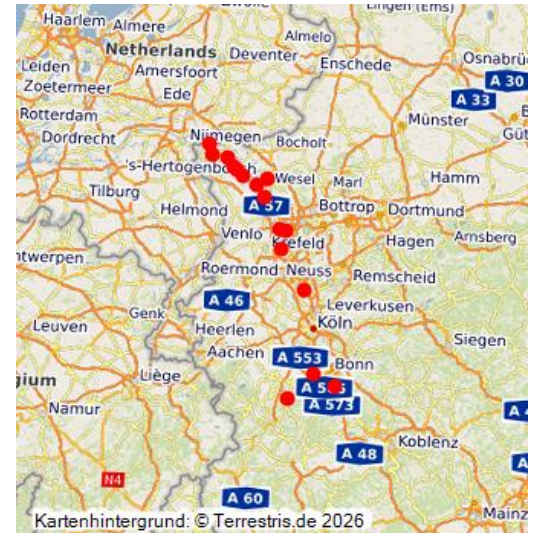 Haarlem Almere
Lingen (Ems)
Almelo
Netherlands
Deventer
Enschede
Leiden
Amersfoort
A 30
Zoetermeer
Ede
A 33
Rotterdam
Münster
Dordrecht
Nijmegen
Bocholt
's-Hertogenbosch
Wesel
Marl
Hamm
Tilburg
Helmond
A 57
Bottrop
Dortmund
Venlo
Krefeld
Hagen
Arnsberg
Roermond
Neuss
Remscheid
A 46
Genk
Leverkusen
Leuven
Heerlen
Köln
Aachen
Siegen
A 553
Bonn
Liège
Namur
A 573
Koblenz
A 48
N4
A 60
Mainz
Kartenhintergrund: © Terrestris.de 2026